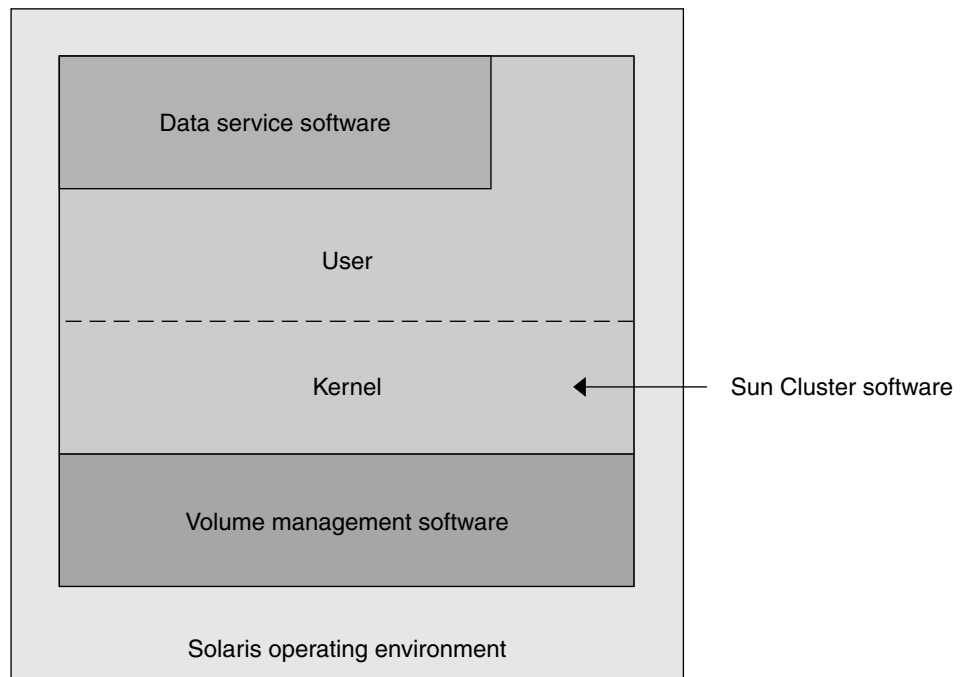 Data service software
User
Kernel
Sun Cluster software
Volume management software
Solaris operating environment